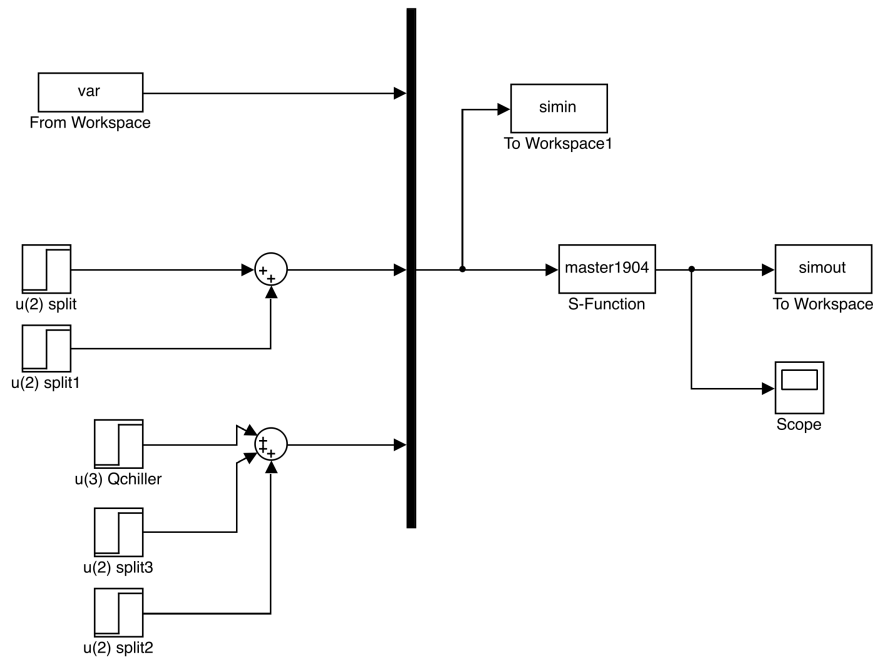 var
From Workspace
simin
To Workspace1
u(2) split
+
+
master1904
S-Function
simout
To Workspace
u(2) split1
Scope
u(3) Qchiller
+
+
+
u(2) split3
u(2) split2